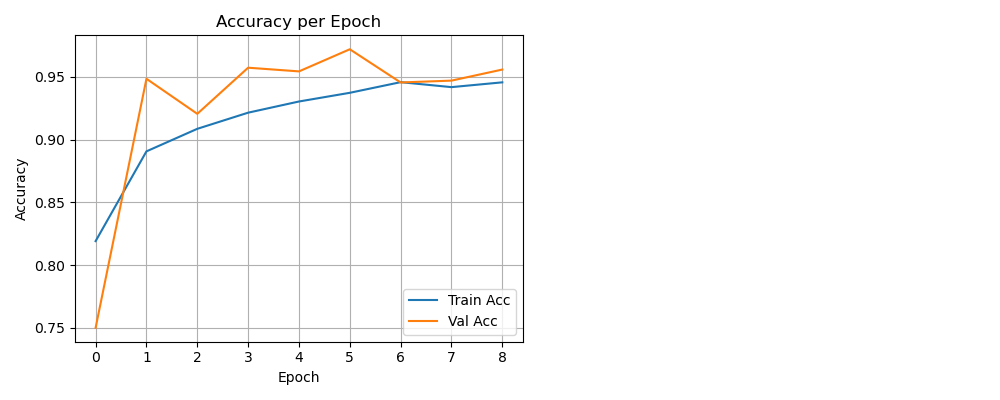 Accuracy per Epoch
Accuracy
0.95
0.90
0.85
0.80
0.75
Train Acc
Val Acc
0 1 2 3 4 5 6 7 8
Epoch